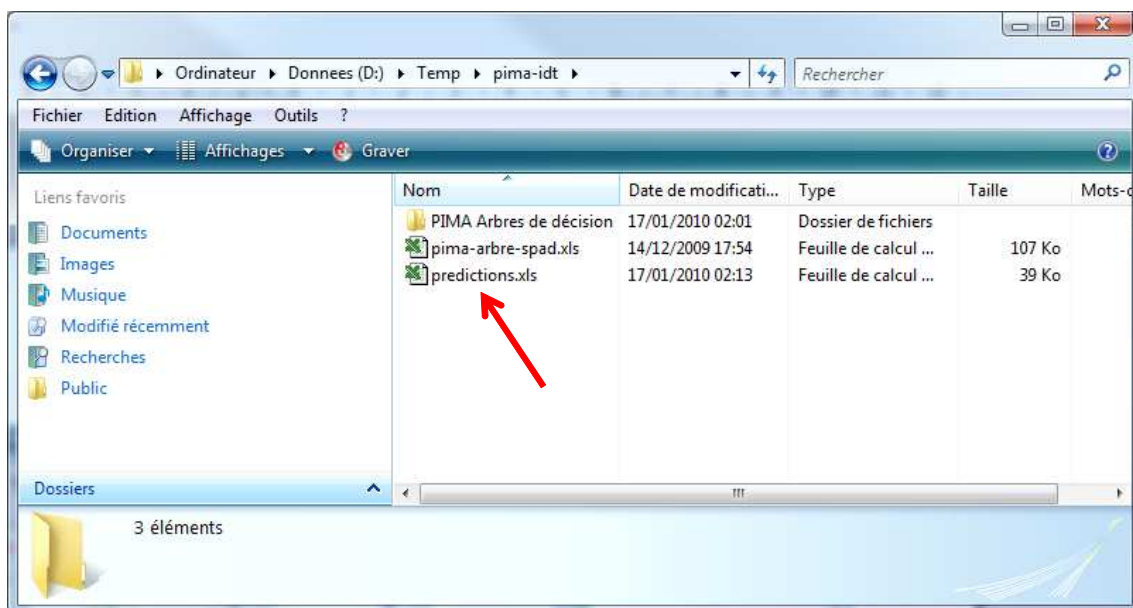 Ordinateur Donnees (D:) Temp pima-idt Rechercher
Fichier Edition Affichage Outils ?
Organiser Affichages Graver
Liens favoris
Documents
Images
Musique
Modifié récemment
Recherches
Public
Dossiers
Nom Date de modificati... Type Taille Mots-c
PIMA Arbres de décision 17/01/2010 02:01 Dossier de fichiers
pima-arbre-spad.xls 14/12/2009 17:54 Feuille de calcul ... 107 Ko
predictions.xls 17/01/2010 02:13 Feuille de calcul ... 39 Ko
3 éléments